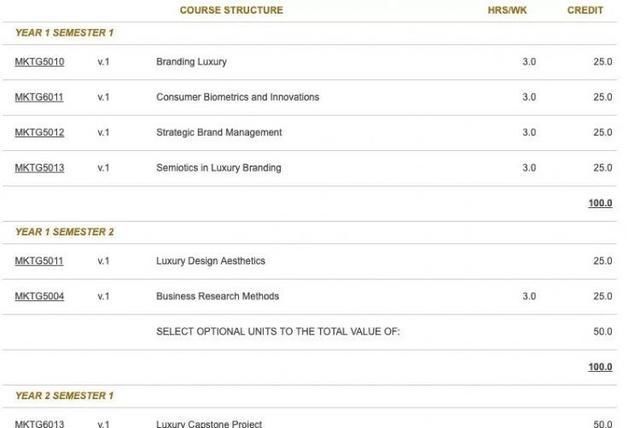 COURSE STRUCTURE HRS/WK CREDIT
YEAR 1 SEMESTER 1
MKTG5010 v.1 Branding Luxury 3.0 25.0
MKTG6011 v.1 Consumer Biometrics and Innovations 3.0 25.0
MKTG5012 v.1 Strategic Brand Management 3.0 25.0
MKTG5013 v.1 Semiotics in Luxury Branding 3.0 25.0
100.0
YEAR 1 SEMESTER 2
MKTG5011 v.1 Luxury Design Aesthetics 25.0
MKTG5004 v.1 Business Research Methods 3.0 25.0
SELECT OPTIONAL UNITS TO THE TOTAL VALUE OF: 50.0
100.0
YEAR 2 SEMESTER 1
MKTG6013 v.1 Luxury Capstone Project 50.0